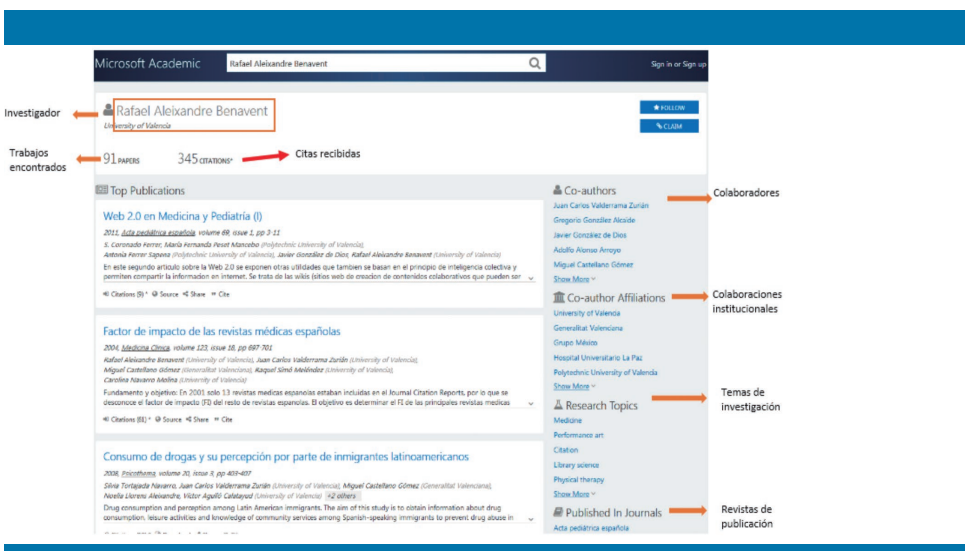 Microsoft Academic
Rafael Aleixandre Benavent
Sign in or Sign up
Investigador
Rafael Aleixandre Benavent
University of Valencia
FOLLOW
CLAIM
Trabajos
encontrados
91 PAPERS
345 CITATIONS*
Citas recibidas
Top Publications
Web 2.0 en Medicina y Pediatría (I)
2011, Acta pediátrica española, volume 69, issue 1, pp 3-11
S. Coronado Ferrer, María Fernanda Peset Mancebo (Polytechnic University of Valencia),
Antonia Ferrer Sapena (Polytechnic University of Valencia), Javier González de Dios, Rafael Aleixandre Benavent (University of Valencia)
En este segundo artículo sobre la Web 2.0 se exponen otras utilidades que tambien se basan en el principio de inteligencia colectiva y
permiten compartir la informacion en internet. Se trata de las wikis (sitios web de creacion de contenidos colaborativos que pueden ser
Citations (9) * Source Share Cite
Factor de impacto de las revistas médicas españolas
2004, Medicina Clinica, volume 123, issue 18, pp 697-701
Rafael Aleixandre Benavent (University of Valencia), Juan Carlos Valderrama Zurián (University of Valencia),
Miguel Castellano Gómez (Generalitat Valenciana), Raquel Simó Meléndez (University of Valencia),
Carolina Navarro Molina (University of Valencia)
Fundamento y objetivo: En 2001 solo 13 revistas medicas espanolas estaban incluidas en el Journal Citation Reports, por lo que se
desconoce el factor de impacto (FI) del resto de revistas espanolas. El objetivo es determinar el FI de las principales revistas medicas
Source Share Cite
Consumo de drogas y su percepción por parte de inmigrantes latinoamericanos
2008, Psicothema, volume 20, issue 3, pp 403-407
Silvia Tortajada Navarro, Juan Carlos Valderrama Zurián (University of Valencia), Miguel Castellano Gómez (Generalitat Valenciana),
Noelia Llorens Aleixandre, Víctor Agulló Calatayud (University of Valencia) +2 others
Drug consumption and perception among Latin American immigrants. The aim of this study is to obtain information about drug
consumption, leisure activities and knowledge of community services among Spanish-speaking immigrants to prevent drug abuse in
Co-authors
Juan Carlos Valderrama Zurián
Gregorio González Alcaide
Javier González de Dios
Adolfo Alonso Arroyo
Miguel Castellano Gómez
Show More
Colaboradores
Co-author Affiliations
University of Valencia
Generalitat Valenciana
Grupo México
Hospital Universitario La Paz
Polytechnic University of Valencia
Show More
Colaboraciones
institucionales
Research Topics
Medicine
Performance art
Citation
Library science
Physical therapy
Show More
Temas de
investigación
Published In Journals
Acta pediátrica española
Revistas de
publicación